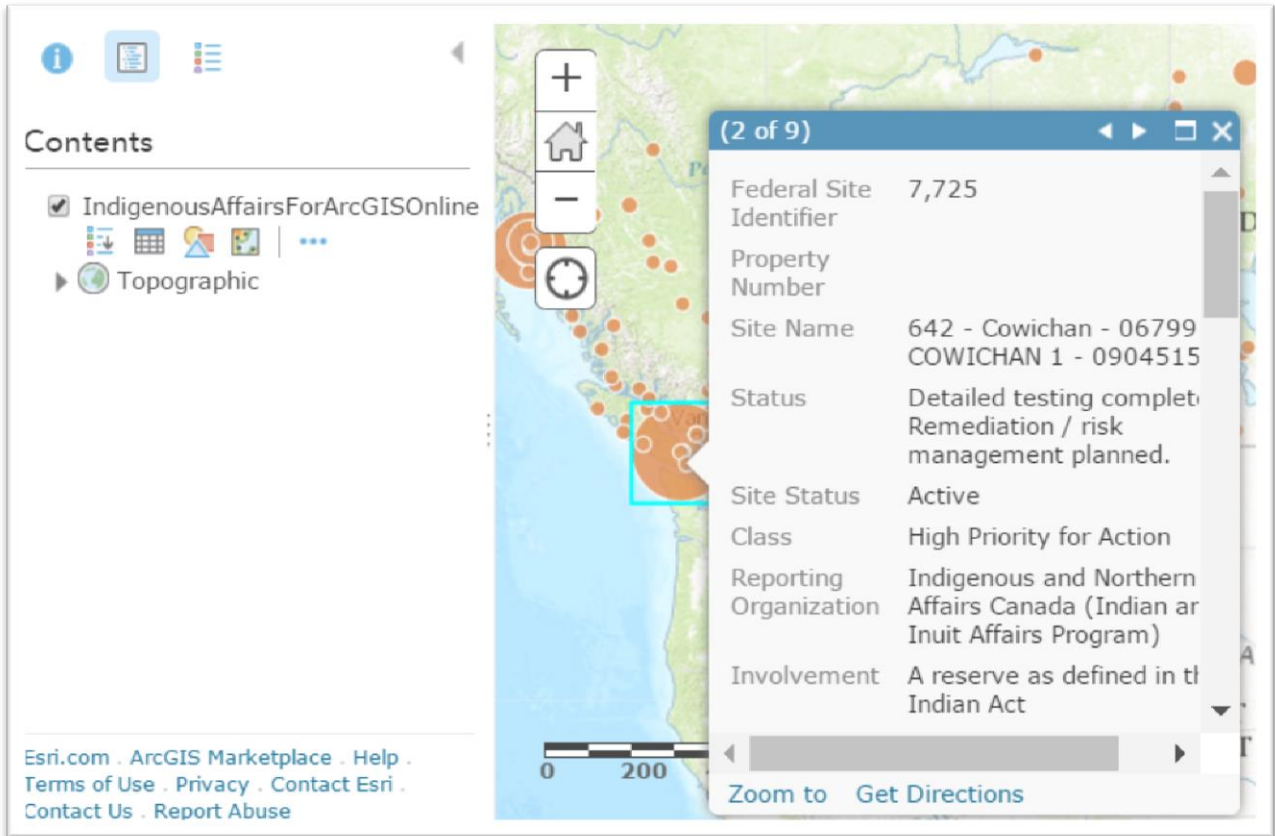 Contents
IndigenousAffairsForArcGISOnline
Topographic
Esri.com . ArcGIS Marketplace . Help .
Terms of Use . Privacy . Contact Esri .
Contact Us . Report Abuse
0 200
(2 of 9)
Federal Site Identifier 7,725
Property Number
Site Name 642 - Cowichan - 06799
COWICHAN 1 - 0904515
Status Detailed testing complet
Remediation / risk
management planned.
Site Status Active
Class High Priority for Action
Reporting Organization Indigenous and Northern
Affairs Canada (Indian ar
Inuit Affairs Program)
Involvement A reserve as defined in th
Indian Act
Zoom to Get Directions